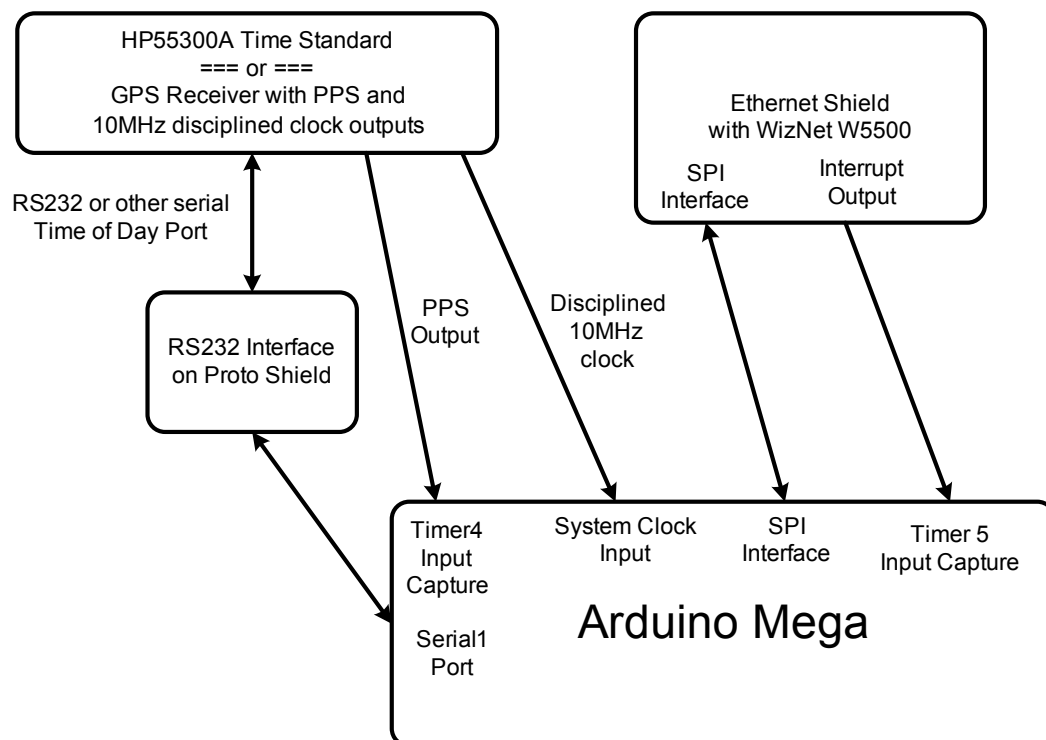 HP55300A Time Standard
=== or ===
GPS Receiver with PPS and
10MHz disciplined clock outputs
Ethernet Shield
with WizNet W5500
SPI
Interface
Interrupt
Output
RS232 or other serial
Time of Day Port
PPS
Output
Disciplined
10MHz
clock
RS232 Interface
on Proto Shield
Timer4
Input
Capture
System Clock
Input
SPI
Interface
Timer 5
Input Capture
Arduino Mega
Serial1
Port